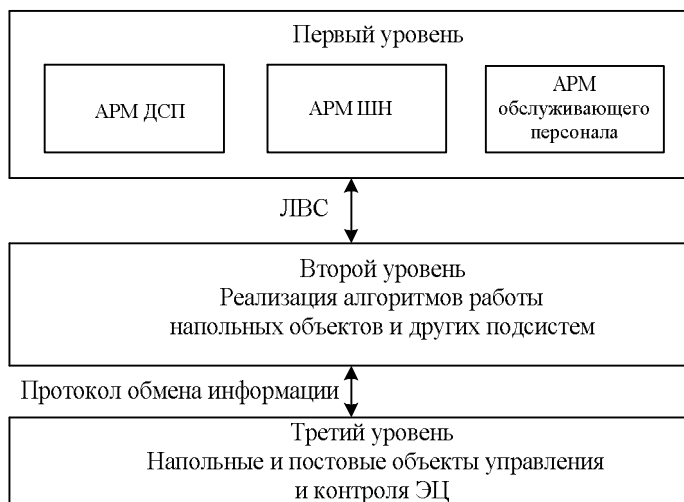 Первый уровень
АРМ ДСП
АРМ ШН
АРМ
обслуживающего
персонала
ЛВС
Второй уровень
Реализация алгоритмов работы
напольных объектов и других подсистем
Протокол обмена информации
Третий уровень
Напольные и постовые объекты управления
и контроля ЭЦ